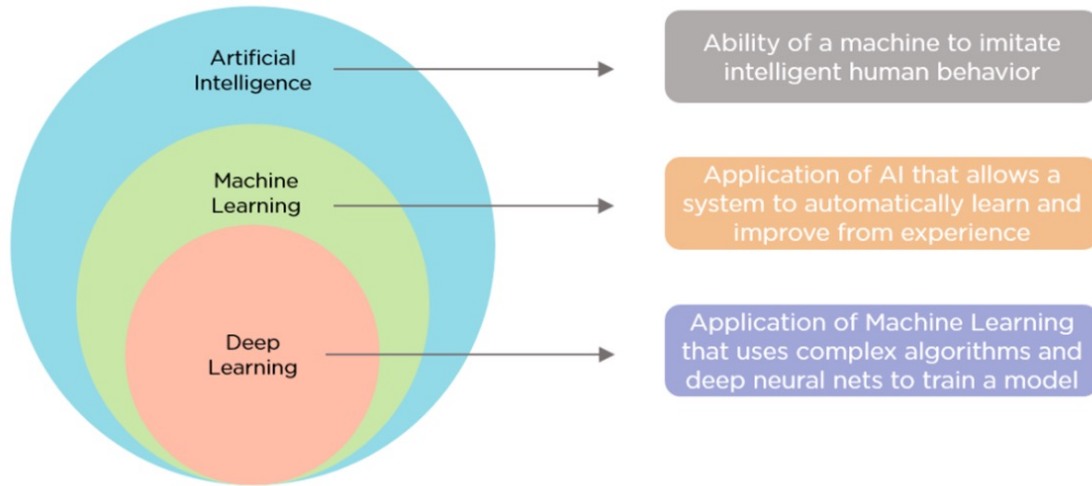 Artificial
Intelligence
Ability of a machine to imitate
intelligent human behavior
Machine
Learning
Application of AI that allows a
system to automatically learn and
improve from experience
Deep
Learning
Application of Machine Learning
that uses complex algorithms and
deep neural nets to train a model